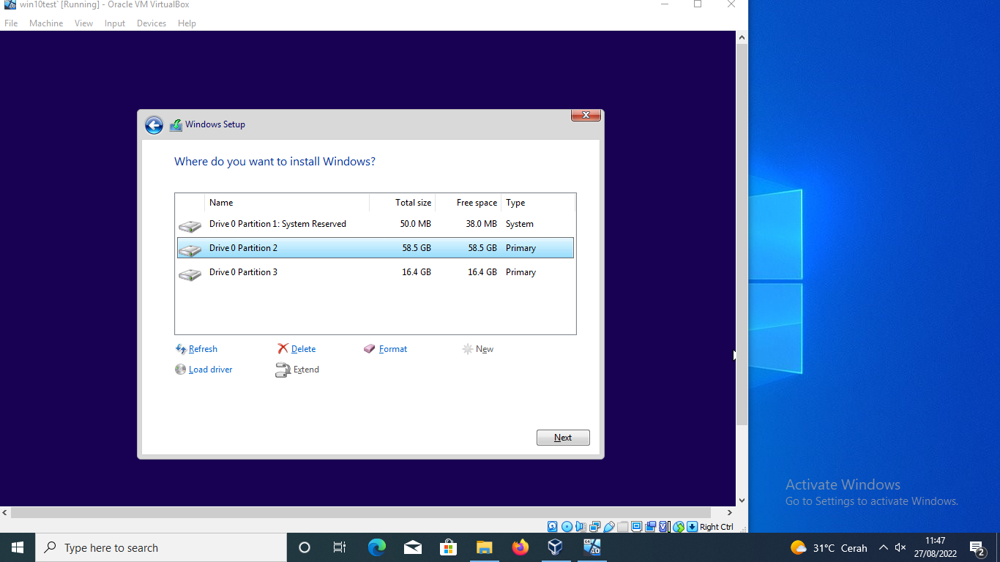 win10test` [Running] - Oracle VM VirtualBox
File Machine View Input Devices Help
Windows Setup
Where do you want to install Windows?
Name Total size Free space Type
Drive 0 Partition 1: System Reserved 50.0 MB 38.0 MB System
Drive 0 Partition 2 58.5 GB 58.5 GB Primary
Drive 0 Partition 3 16.4 GB 16.4 GB Primary
Refresh Delete Format New
Load driver Extend
Next
Activate Windows
Go to Settings to activate Windows.
Right Ctrl
Type here to search
31°C Cerah
11:47
27/08/2022
2